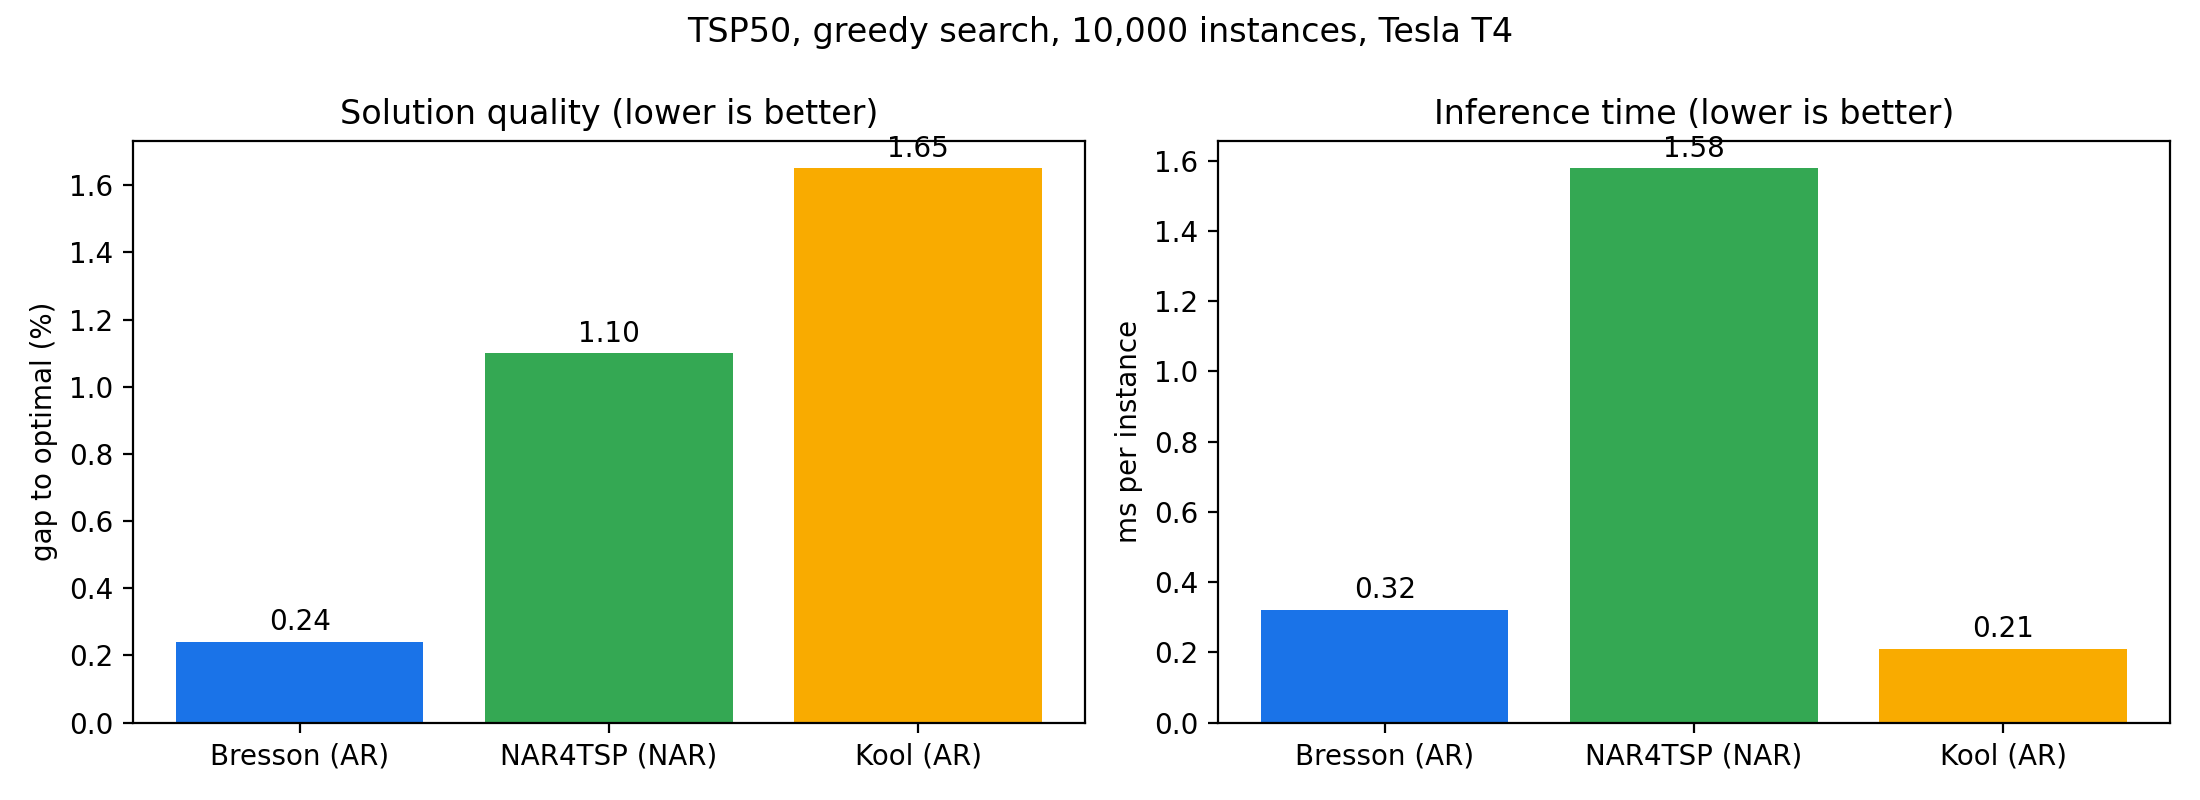 TSP50, greedy search, 10,000 instances, Tesla T4
Solution quality (lower is better)
gap to optimal (%)
1.6
1.4
1.2
1.0
0.8
0.6
0.4
0.2
0.0
0.24
1.10
1.65
Bresson (AR)
NAR4TSP (NAR)
Kool (AR)
Inference time (lower is better)
ms per instance
1.6
1.4
1.2
1.0
0.8
0.6
0.4
0.2
0.0
0.32
1.58
0.21
Bresson (AR)
NAR4TSP (NAR)
Kool (AR)